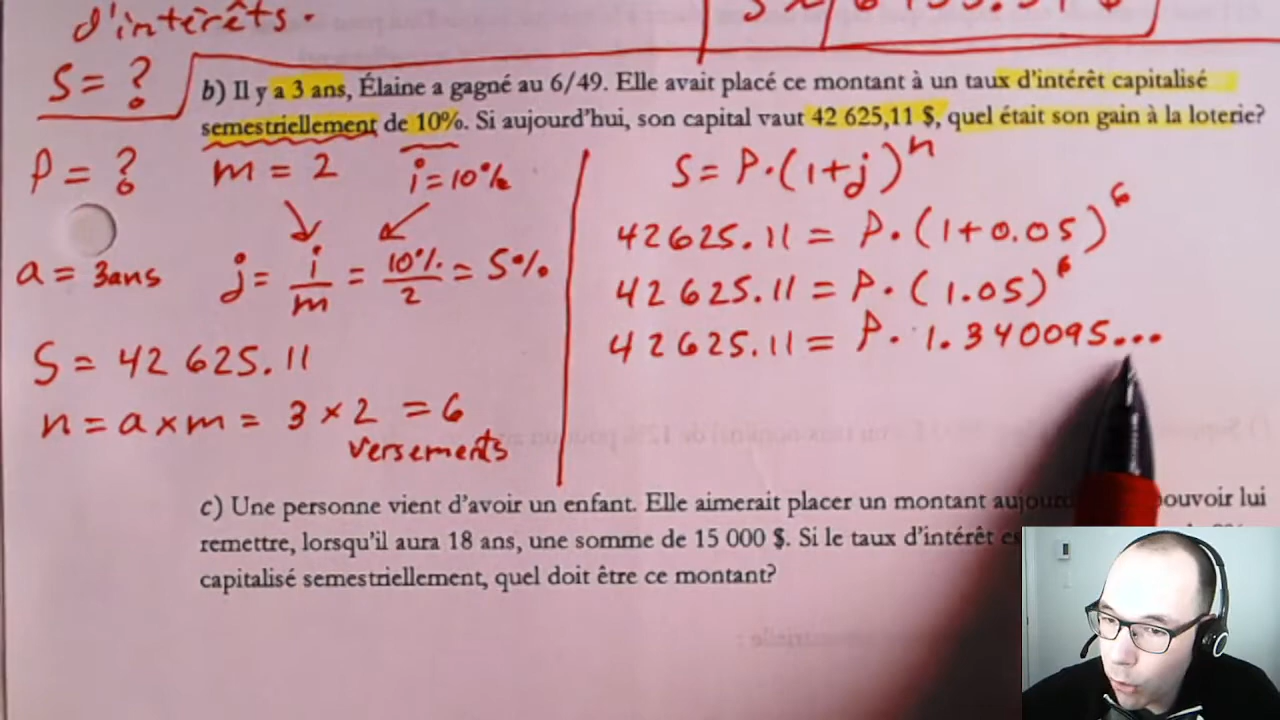 d'intérêts.
S = ?
b) Il y a 3 ans, Élaine a gagné au 6/49. Elle avait placé ce montant à un taux d'intérêt capitalisé
semestriellement de 10%. Si aujourd'hui, son capital vaut 42 625,11 $, quel était son gain à la loterie?
P = ?
m = 2
i = 10%
a = 3 ans
j = i/m = 10%/2 = 5%
S = 42 625.11
n = a x m = 3 x 2 = 6
versements
S = P · (1+j)^n
42625.11 = P · (1+0.05)^6
42625.11 = P · (1.05)^6
42625.11 = P · 1.340095...
c) Une personne vient d'avoir un enfant. Elle aimerait placer un montant pouvoir lui
remettre, lorsqu'il aura 18 ans, une somme de 15 000 $. Si le taux d'intérêt
capitalisé semestriellement, quel doit être ce montant?